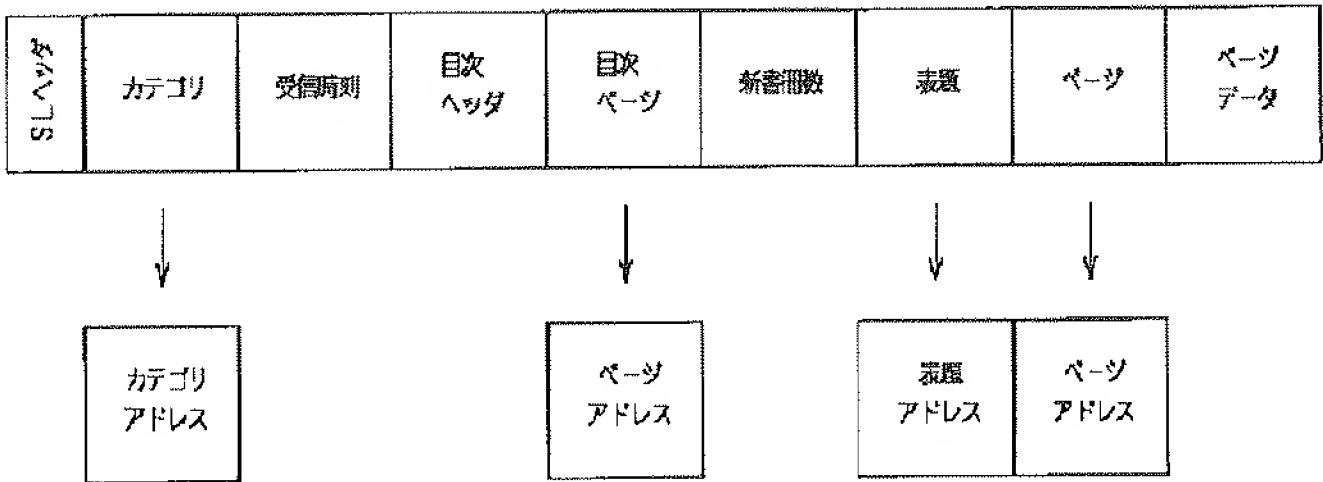 SLヘッダ
カテゴリ
受信時刻
目次
ヘッダ
目次
ページ
新書冊数
表題
ページ
ページ
データ
カテゴリ
アドレス
ページ
アドレス
表題
アドレス
ページ
アドレス